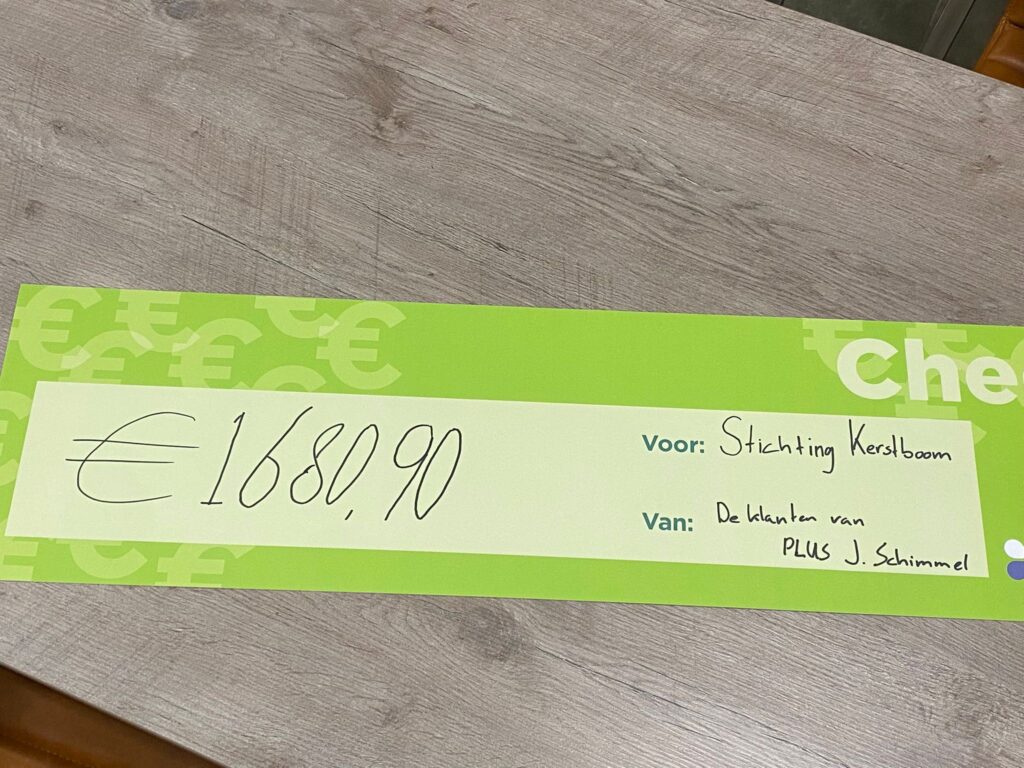 Che
€ 1680,90
Voor: Stichting Kerstboom
Van: De klanten van
PLUS J. Schimmel